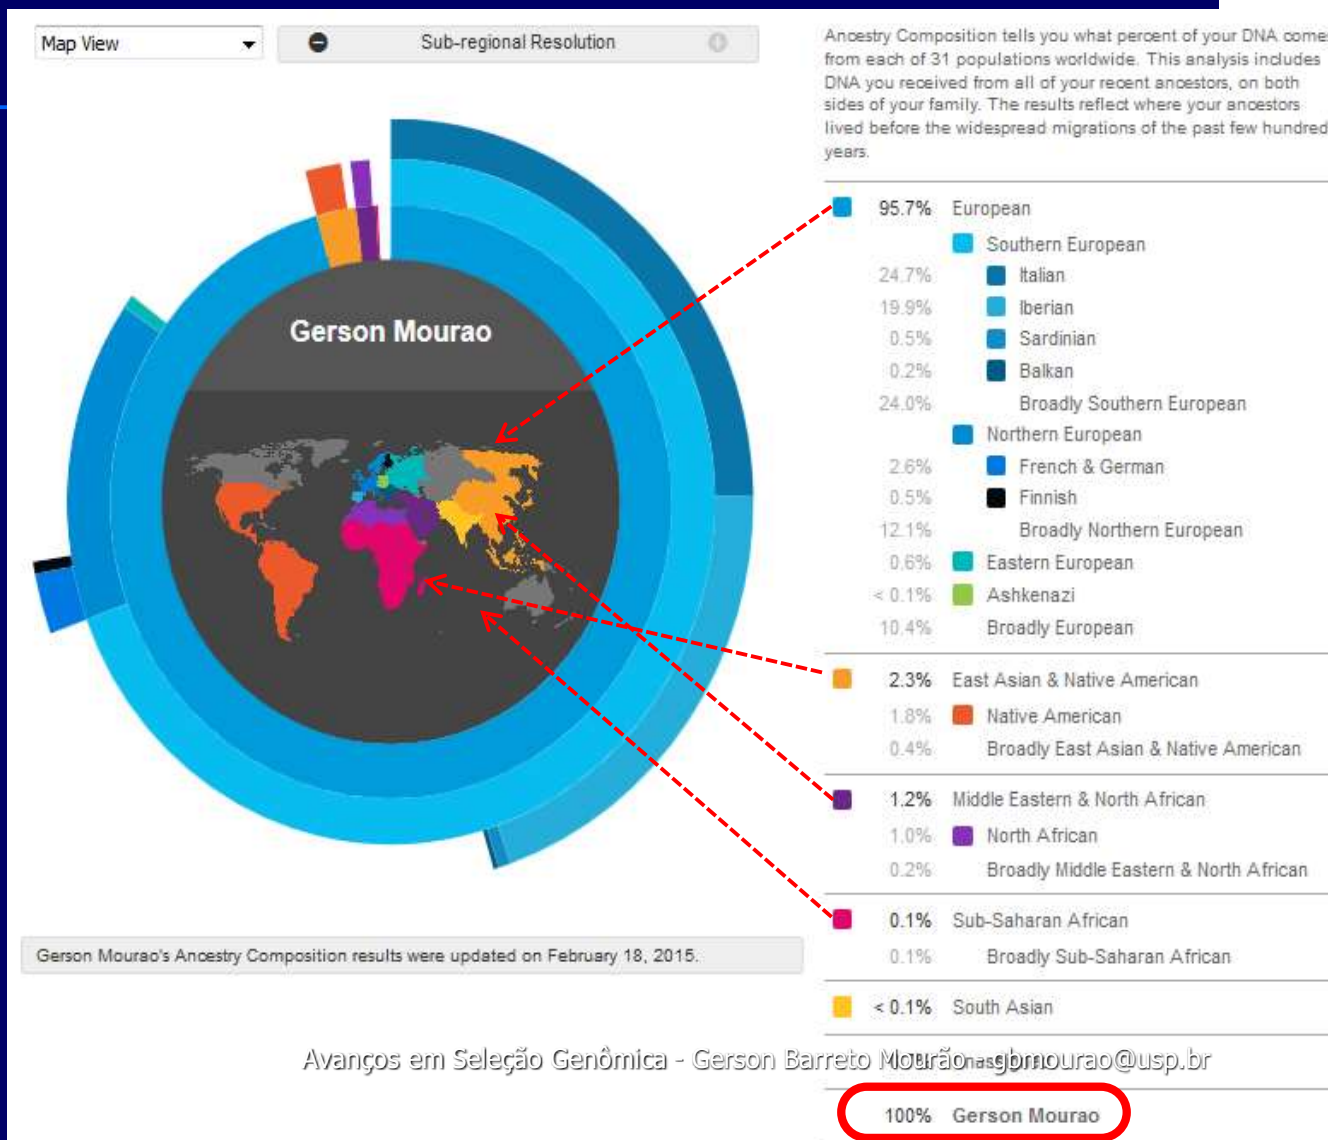 Map View
Sub-regional Resolution
Ancestry Composition tells you what percent of your DNA come
from each of 31 populations worldwide. This analysis includes
DNA you received from all of your recent ancestors, on both
sides of your family. The results reflect where your ancestors
lived before the widespread migrations of the past few hundred
years.
Gerson Mourao
95.7% European
Southern European
24.7% Italian
19.9% Iberian
0.5% Sardinian
0.2% Balkan
24.0% Broadly Southern European
Northern European
2.6% French & German
0.5% Finnish
12.1% Broadly Northern European
0.6% Eastern European
< 0.1% Ashkenazi
10.4% Broadly European
2.3% East Asian & Native American
1.8% Native American
0.4% Broadly East Asian & Native American
1.2% Middle Eastern & North African
1.0% North African
0.2% Broadly Middle Eastern & North African
0.1% Sub-Saharan African
0.1% Broadly Sub-Saharan African
< 0.1% South Asian
Gerson Mourao's Ancestry Composition results were updated on February 18, 2015.
Avanços em Seleção Genômica - Gerson Barreto Mourão - gbmourao@usp.br
100% Gerson Mourao